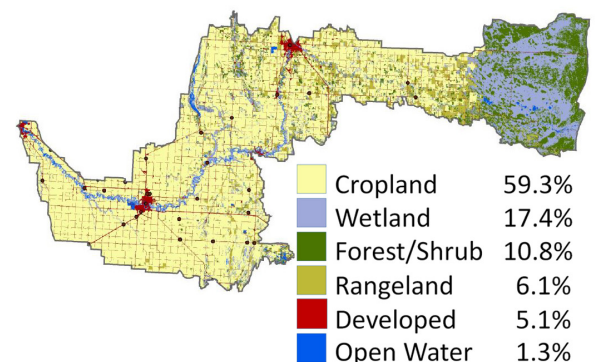 Cropland 59.3%
Wetland 17.4%
Forest/Shrub 10.8%
Rangeland 6.1%
Developed 5.1%
Open Water 1.3%